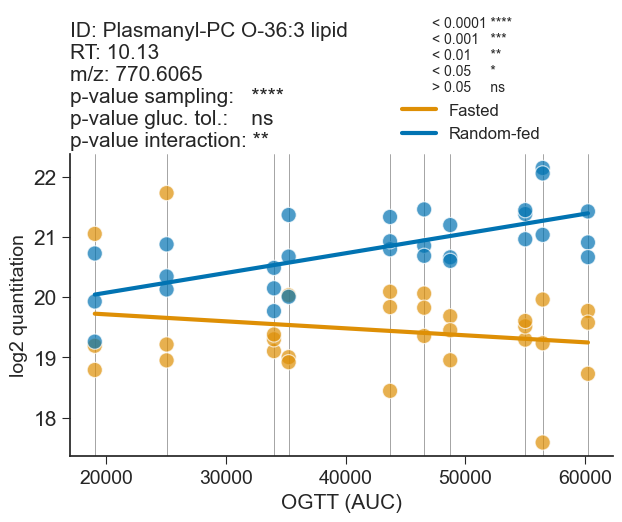 ID: Plasmanyl-PC O-36:3 lipid
RT: 10.13
m/z: 770.6065
p-value sampling: ****
p-value gluc. tol.: ns
p-value interaction: **
< 0.0001 ****
< 0.001 ***
< 0.01 **
< 0.05 *
> 0.05 ns
Fasted
Random-fed
log2 quantitation
22
21
20
19
18
20000
30000
40000
50000
60000
OGTT (AUC)